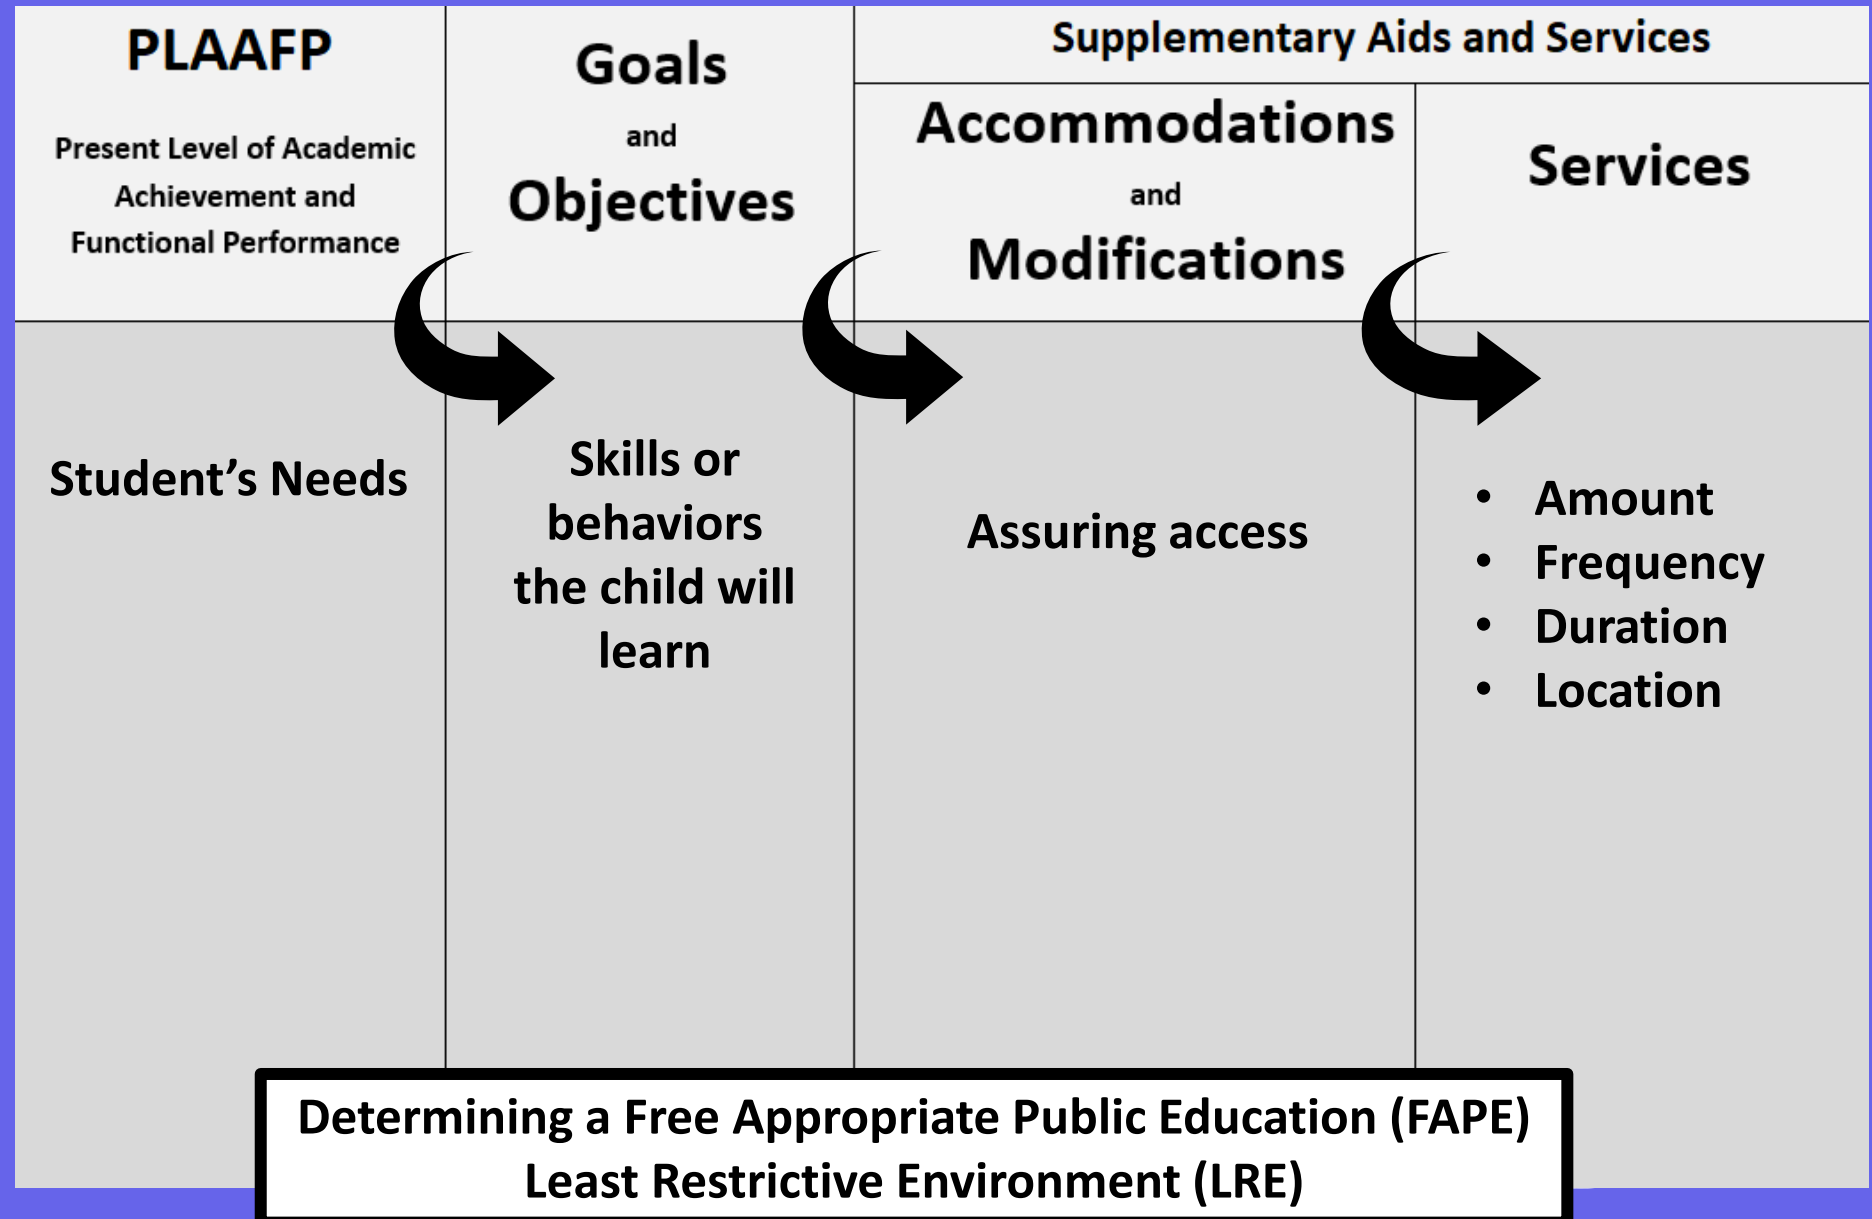 PLAAFP
Present Level of Academic
Achievement and
Functional Performance
Goals
and
Objectives
Supplementary Aids and Services
Accommodations
and
Modifications
Services
Student’s Needs
Skills or
behaviors
the child will
learn
Assuring access
• Amount
• Frequency
• Duration
• Location
Determining a Free Appropriate Public Education (FAPE)
Least Restrictive Environment (LRE)